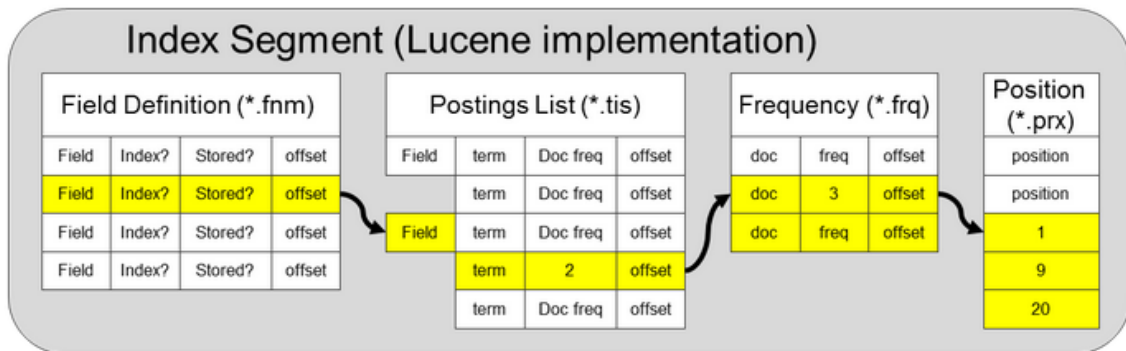 Index Segment (Lucene implementation)
Field Definition (*.fnm)
Field Index? Stored? offset
Field Index? Stored? offset
Field Index? Stored? offset
Field Index? Stored? offset
Postings List (*.tis)
Field term Doc freq offset
term Doc freq offset
Field term Doc freq offset
term 2 offset
term Doc freq offset
Frequency (*.frq)
doc freq offset
doc 3 offset
doc freq offset
Position
(*.prx)
position
position
1
9
20